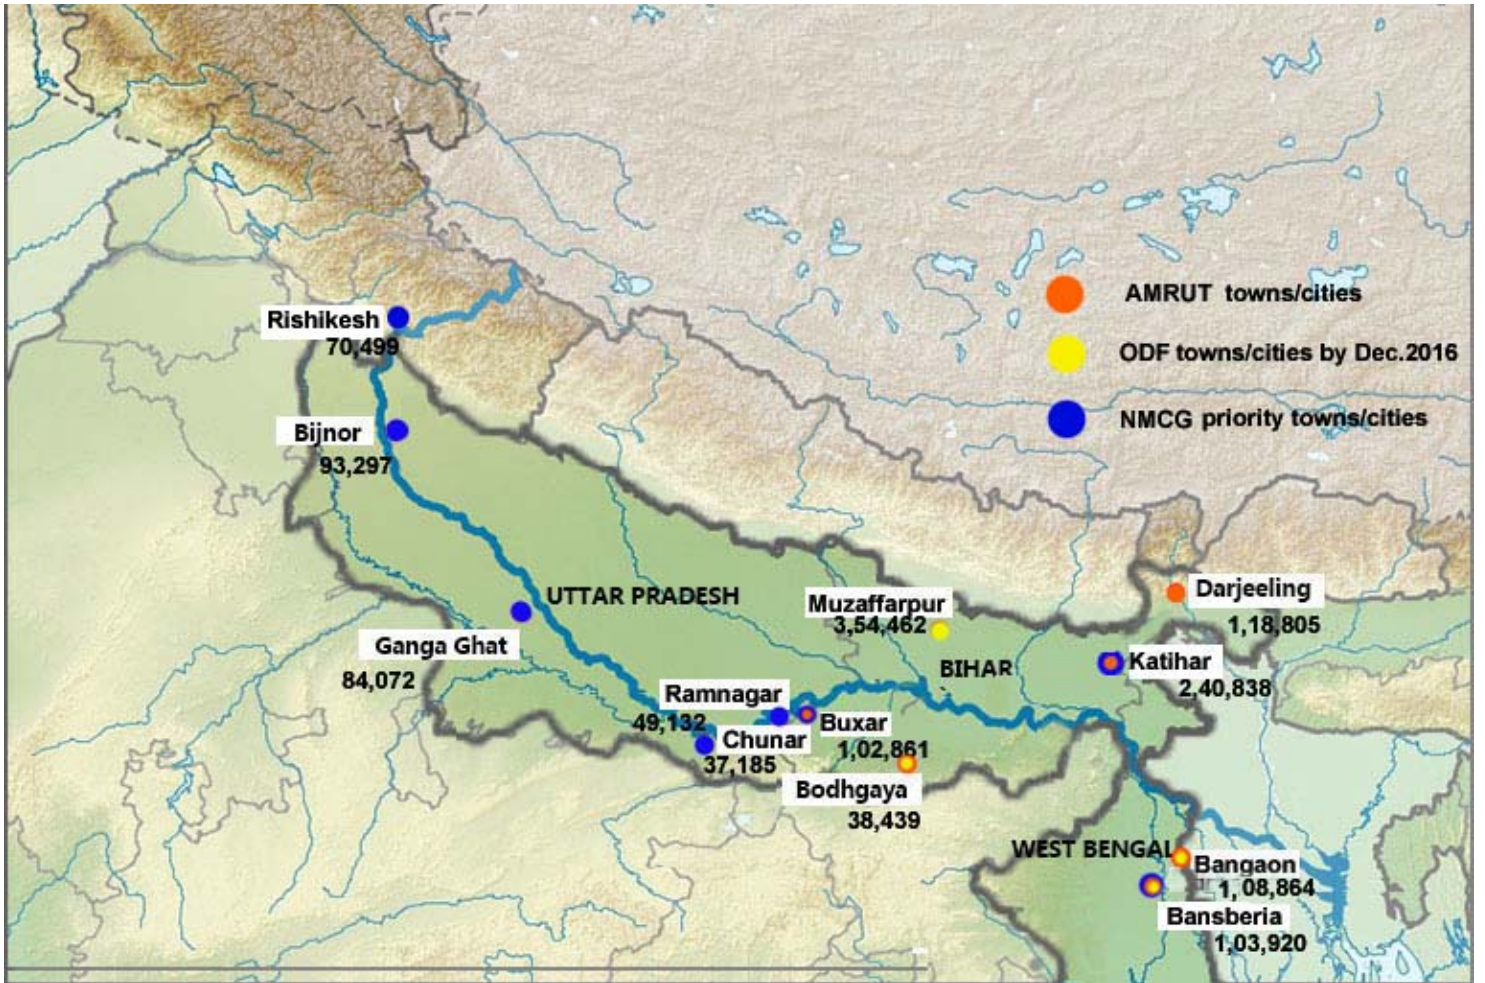 AMRUT towns/cities
Rishikesh
70,499
ODF towns/cities by Dec.2016
NMCG priority towns/cities
Bijnor
93,297
UTTAR PRADESH
Muzaffarpur
3,54,462
Darjeeling
1,18,805
Ganga Ghat
84,072
BIHAR
Katihar
2,40,838
Ramnagar
49,132
Buxar
1,02,861
Chunar
37,185
Bodhgaya
38,439
WEST BENGAL
Bangaon
1, 08,864
Bansberia
1,03,920